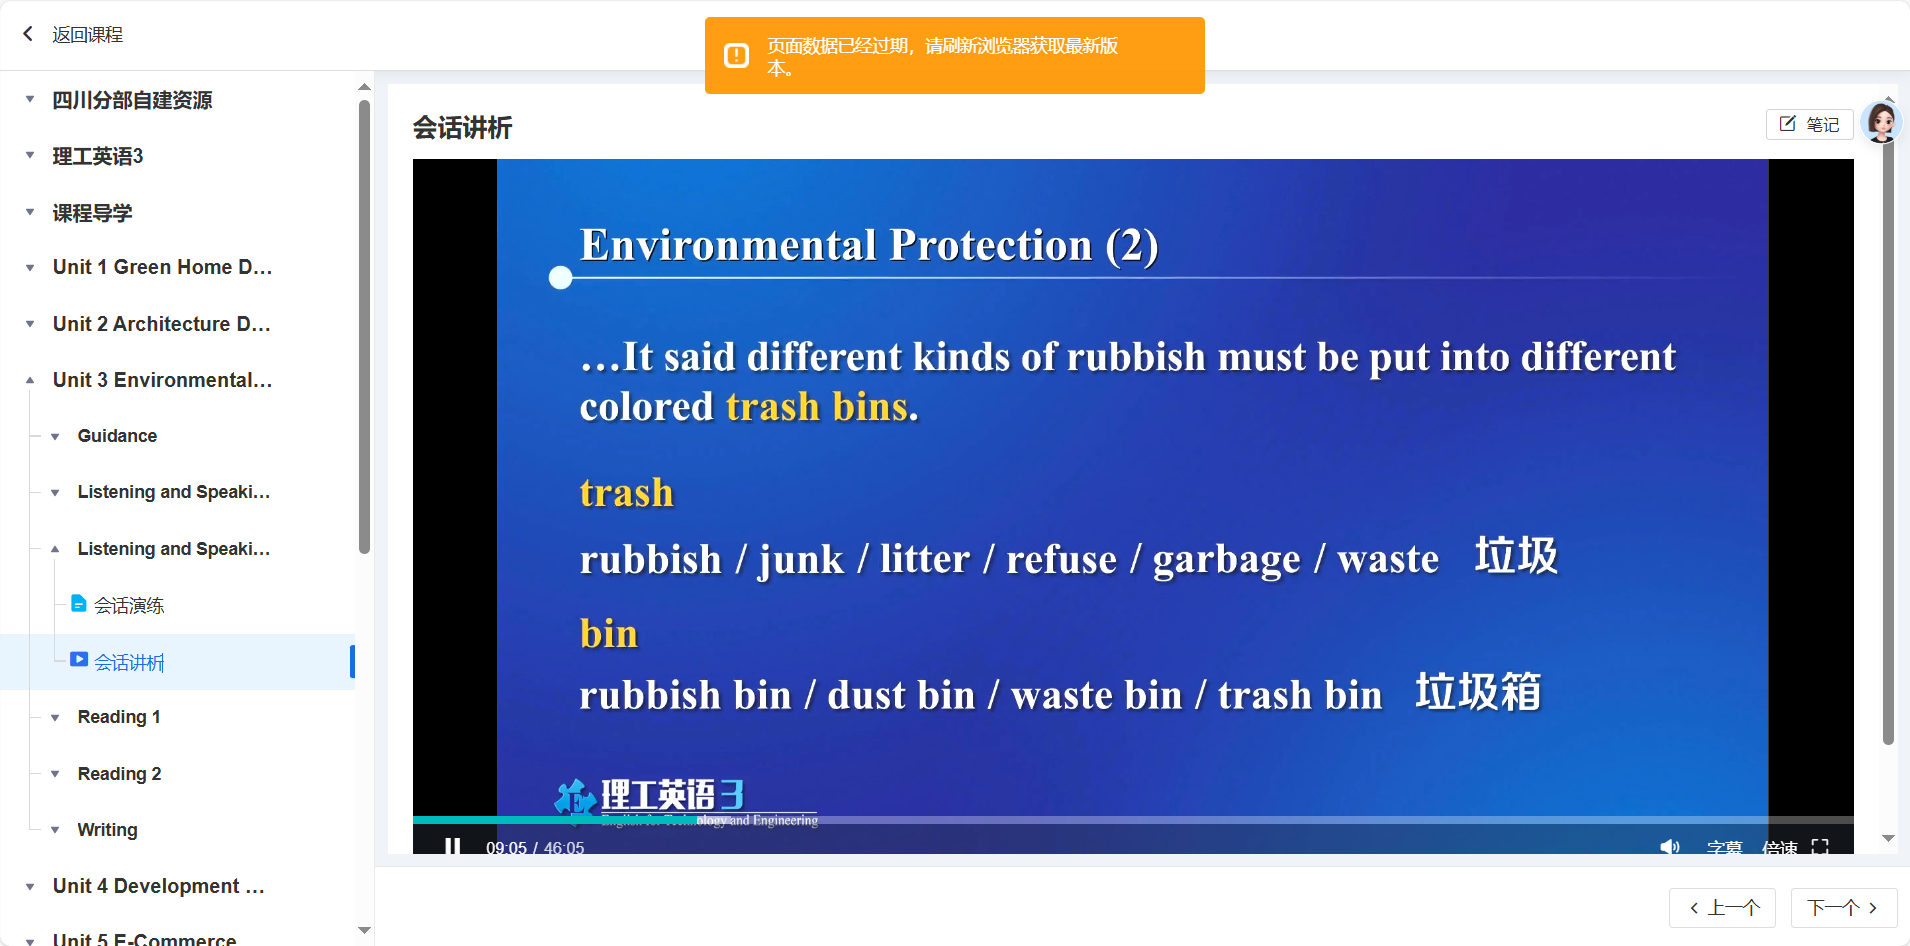 返回课程
页面数据已经过期，请刷新浏览器获取最新版
本。
四川分部自建资源
理工英语3
课程导学
Unit 1 Green Home D...
Unit 2 Architecture D...
Unit 3 Environmental...
Guidance
Listening and Speaki...
Listening and Speaki...
会话演练
会话讲析
Reading 1
Reading 2
Writing
Unit 4 Development ...
Unit 5 E-Commerce
会话讲析
笔记
Environmental Protection (2)
...It said different kinds of rubbish must be put into different
colored trash bins.
trash
rubbish / junk / litter / refuse / garbage / waste 垃圾
bin
rubbish bin / dust bin / waste bin / trash bin 垃圾箱
理工英语3
English for Technology and Engineering
09:05 / 46:05
字幕 倍速
上一个 下一个